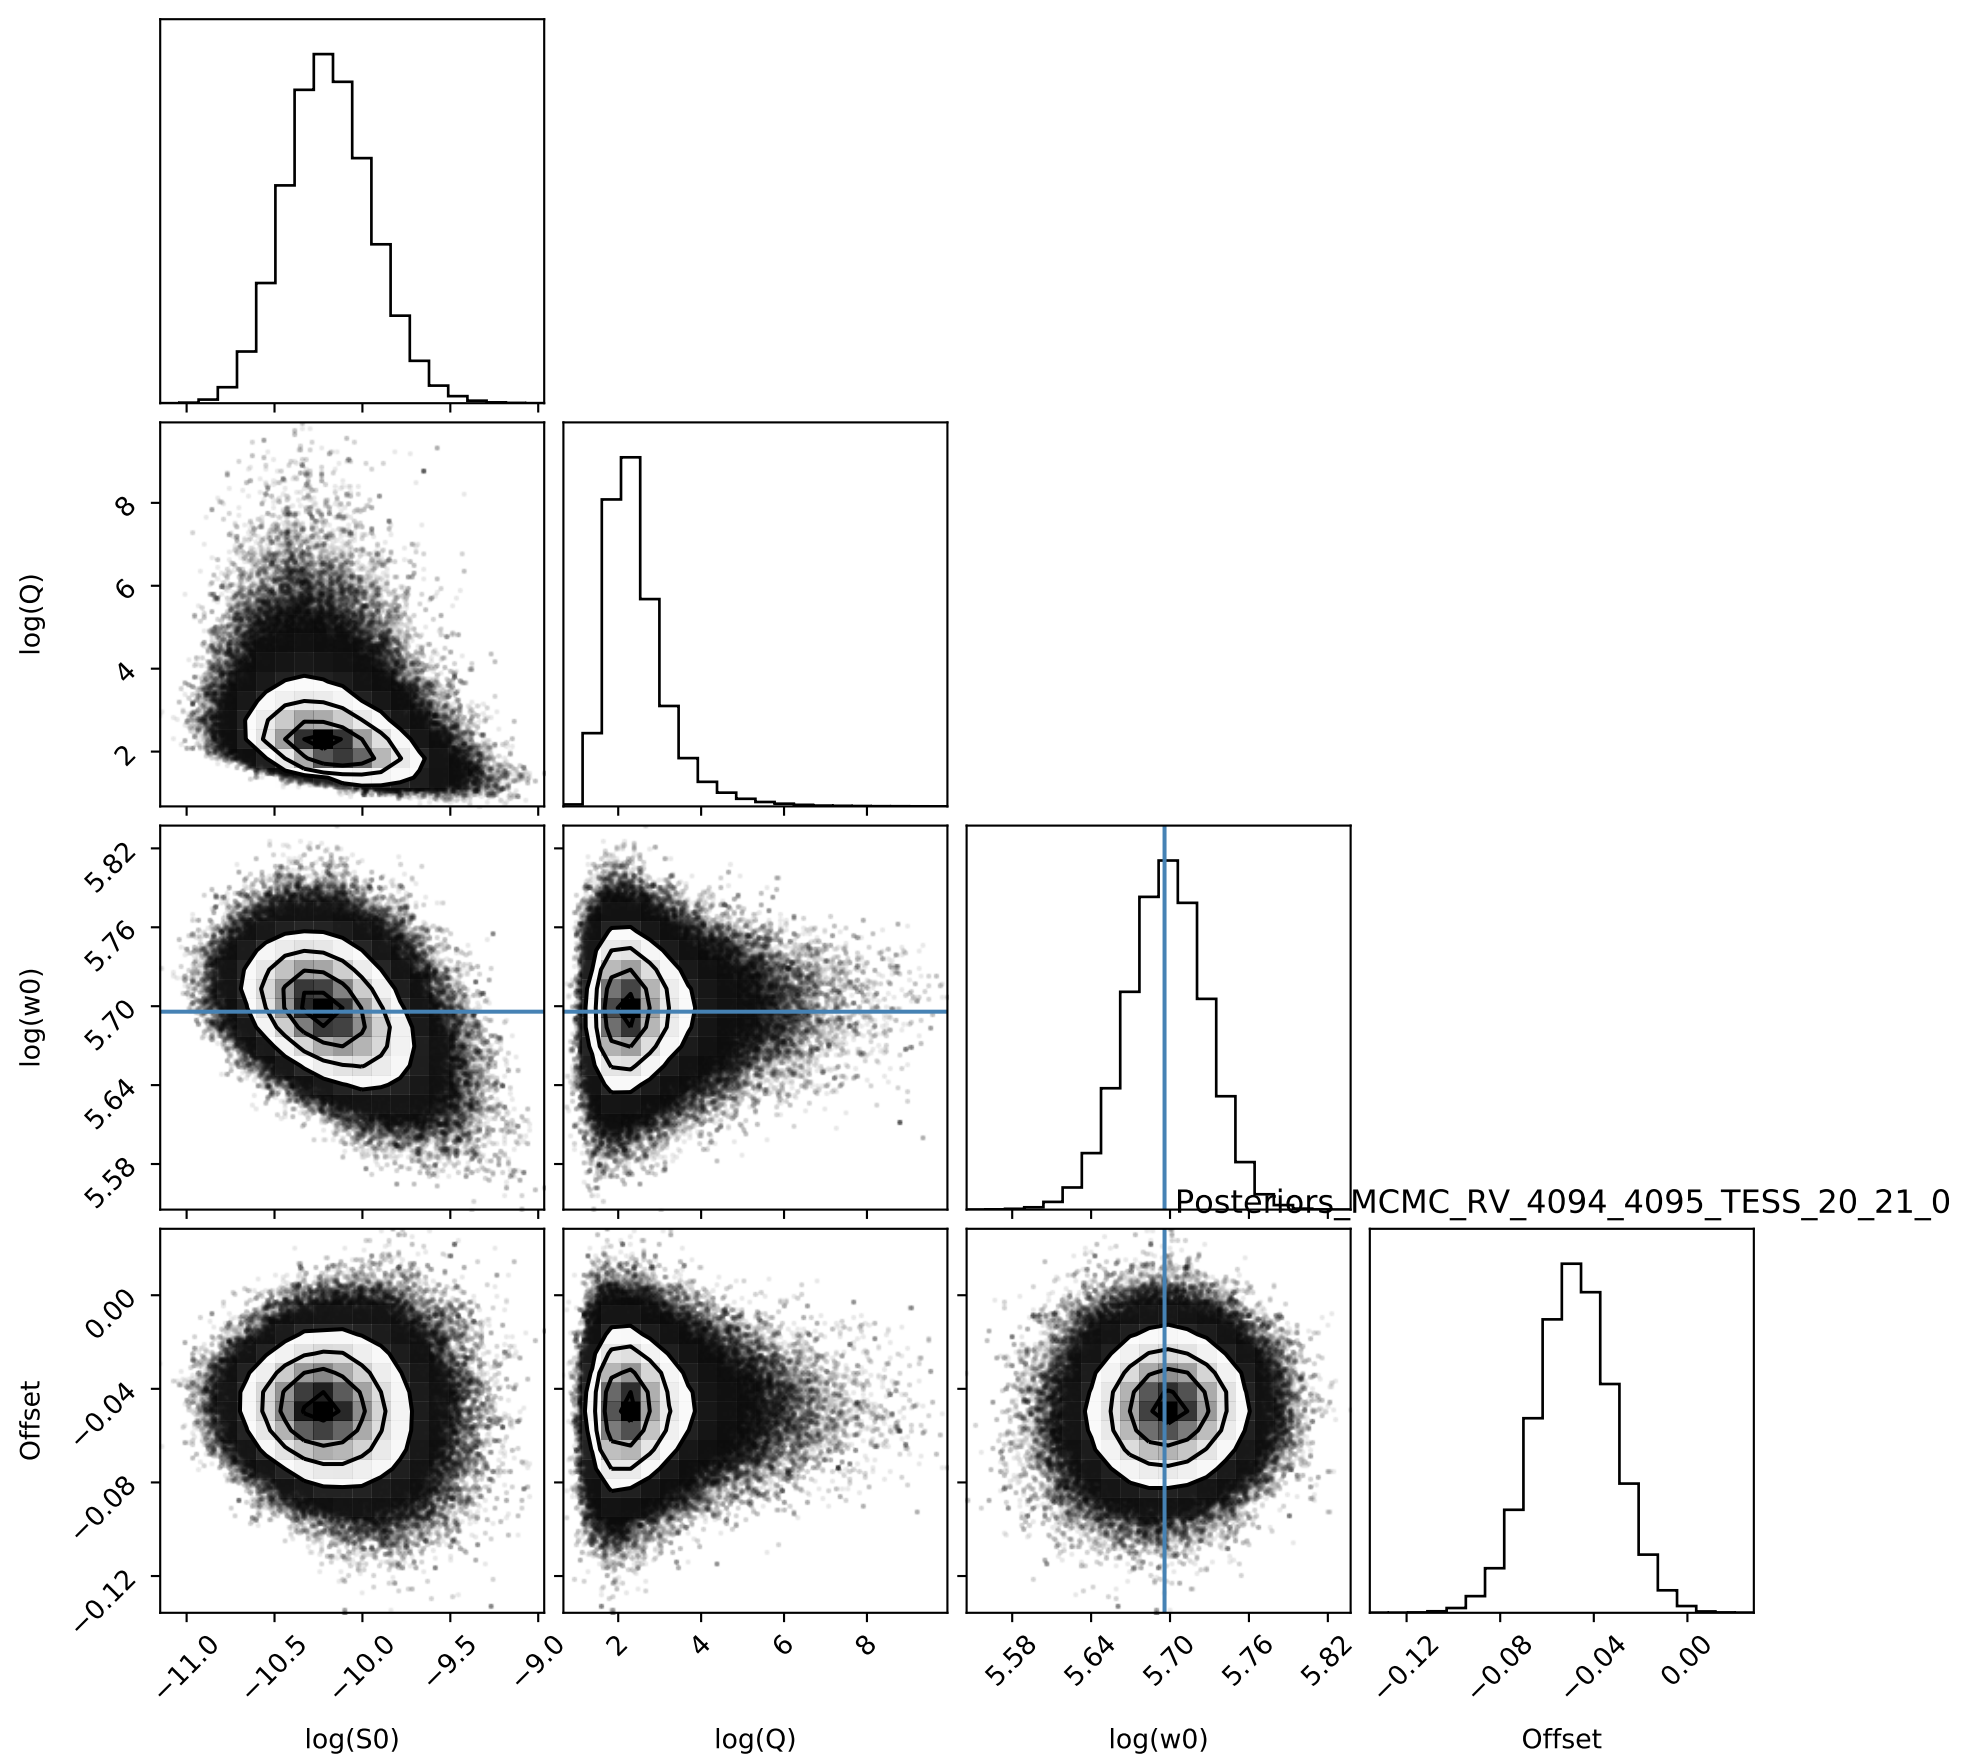 log(Q)
8
6
4
2
log(w0)
5.82
5.76
5.70
5.64
5.58
Posteriors_MCMC_RV_4094_4095_TESS_20_21_0
Offset
0.00
−0.04
−0.08
−0.12
−11.0 −10.5 −10.0 −9.5 −9.0 2 4 6 8 5.58 5.64 5.70 5.76 5.82 −0.12 −0.08 −0.04 0.00
log(S0) log(Q) log(w0) Offset